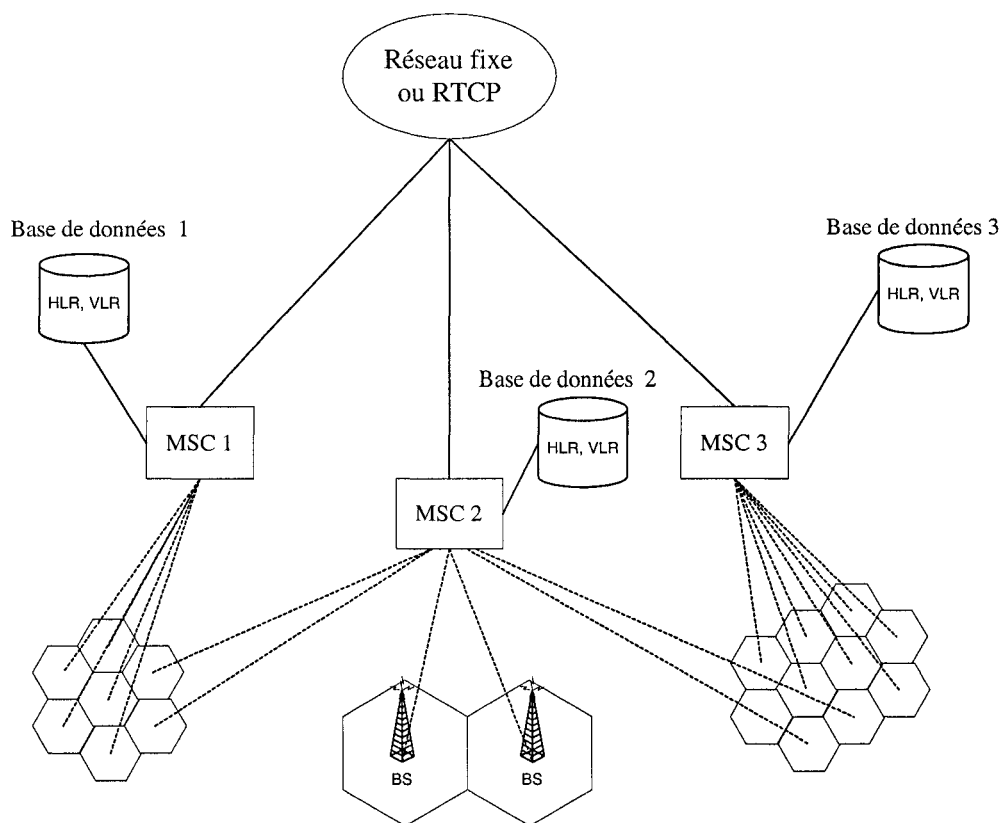 Réseau fixe
ou RTCP
Base de données 1
HLR, VLR
Base de données 3
HLR, VLR
Base de données 2
HLR, VLR
MSC 1
MSC 3
MSC 2
BS
BS